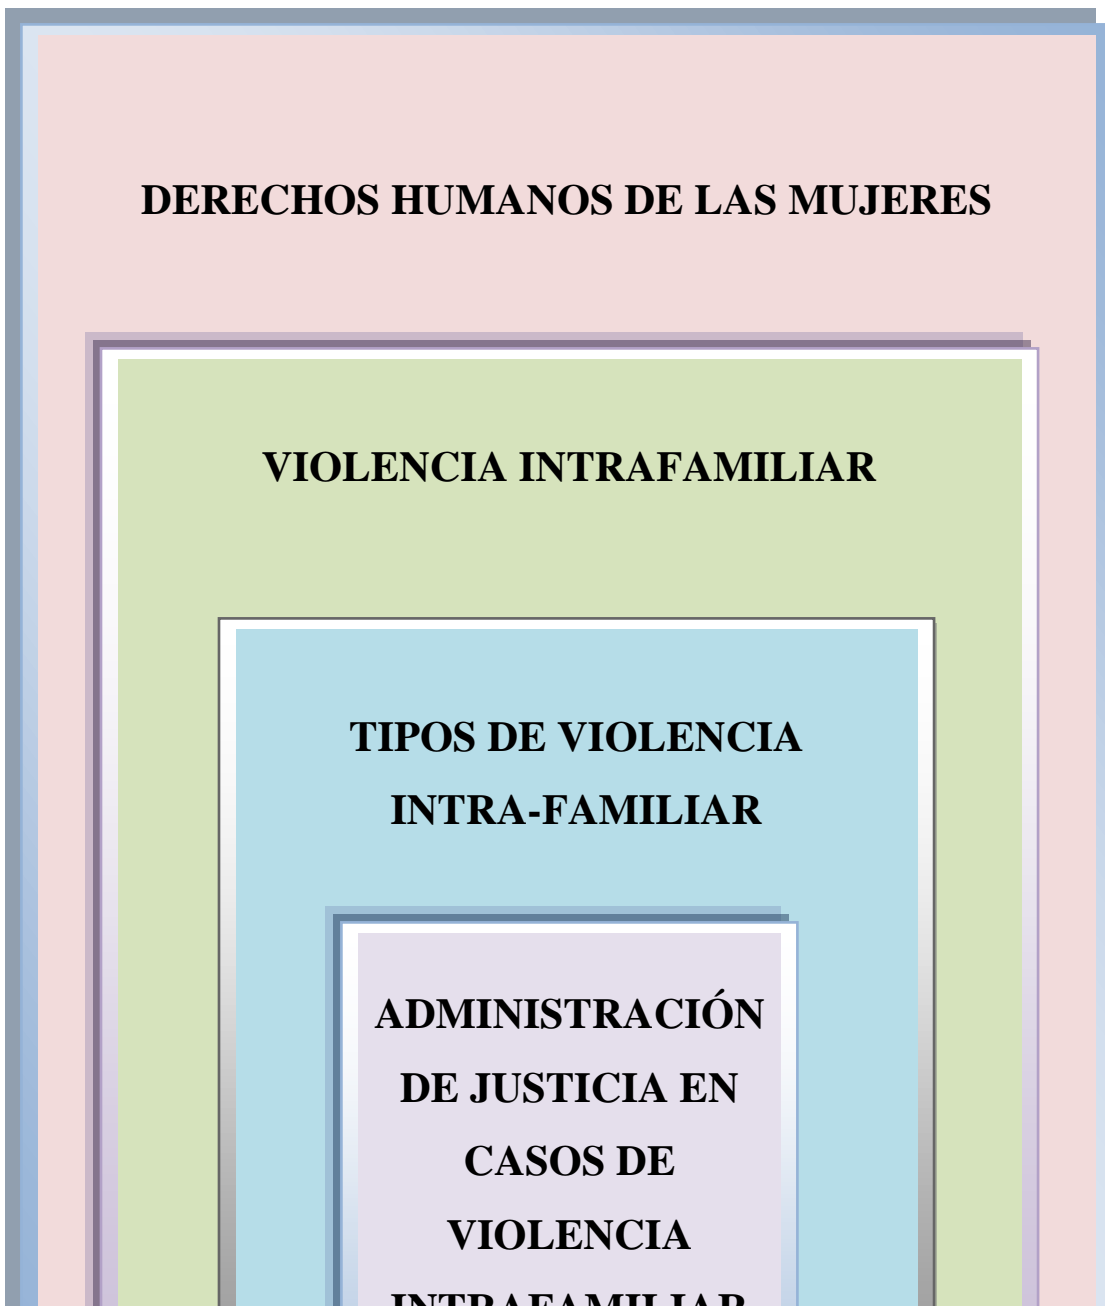 DERECHOS HUMANOS DE LAS MUJERES
VIOLENCIA INTRAFAMILIAR
TIPOS DE VIOLENCIA
INTRA-FAMILIAR
ADMINISTRACIÓN
DE JUSTICIA EN
CASOS DE
VIOLENCIA
INTRAFAMILIAR